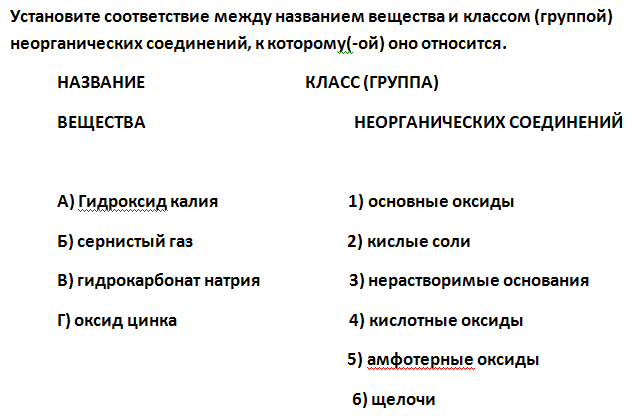 Установите соответствие между названием вещества и классом (группой)
неорганических соединений, к которому(-ой) оно относится.
НАЗВАНИЕ КЛАСС (ГРУППА)
ВЕЩЕСТВА НЕОРГАНИЧЕСКИХ СОЕДИНЕНИЙ
А) Гидроксид калия 1) основные оксиды
Б) сернистый газ 2) кислые соли
В) гидрокарбонат натрия 3) нерастворимые основания
Г) оксид цинка 4) кислотные оксиды
5) амфотерные оксиды
6) щелочи